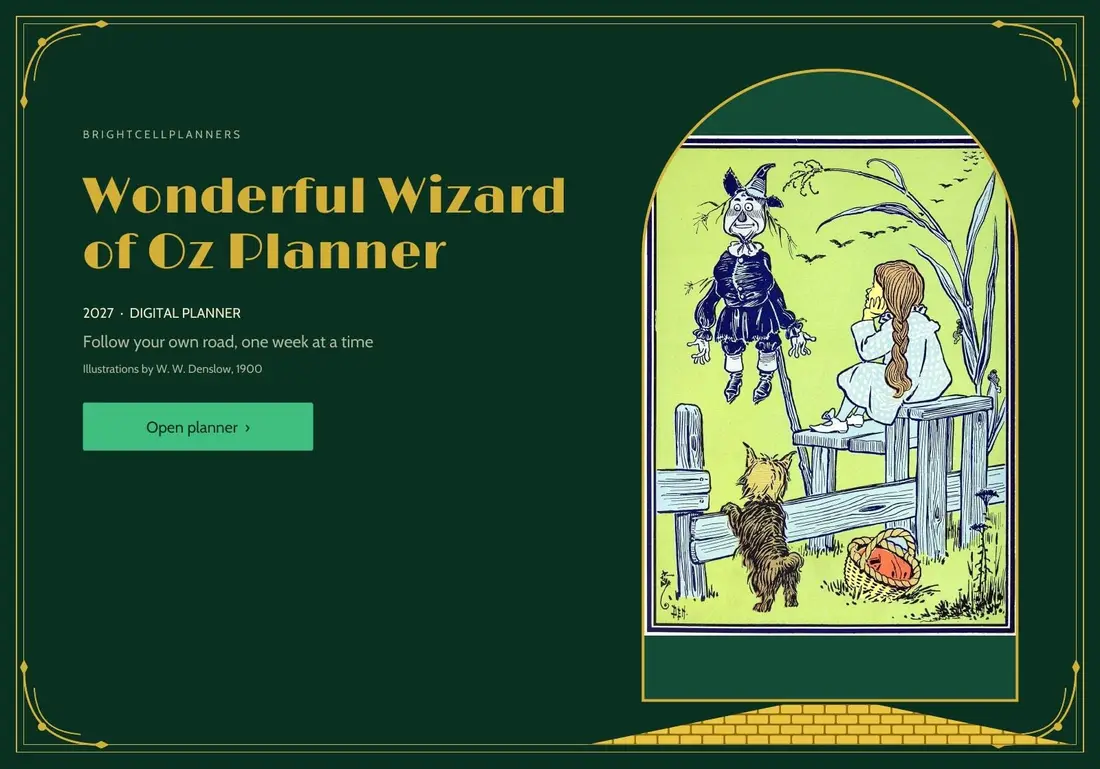 BRIGHTCELLPLANNERS
Wonderful Wizard
of Oz Planner
2027 · DIGITAL PLANNER
Follow your own road, one week at a time
Illustrations by W. W. Denslow, 1900
Open planner ›
DEN.